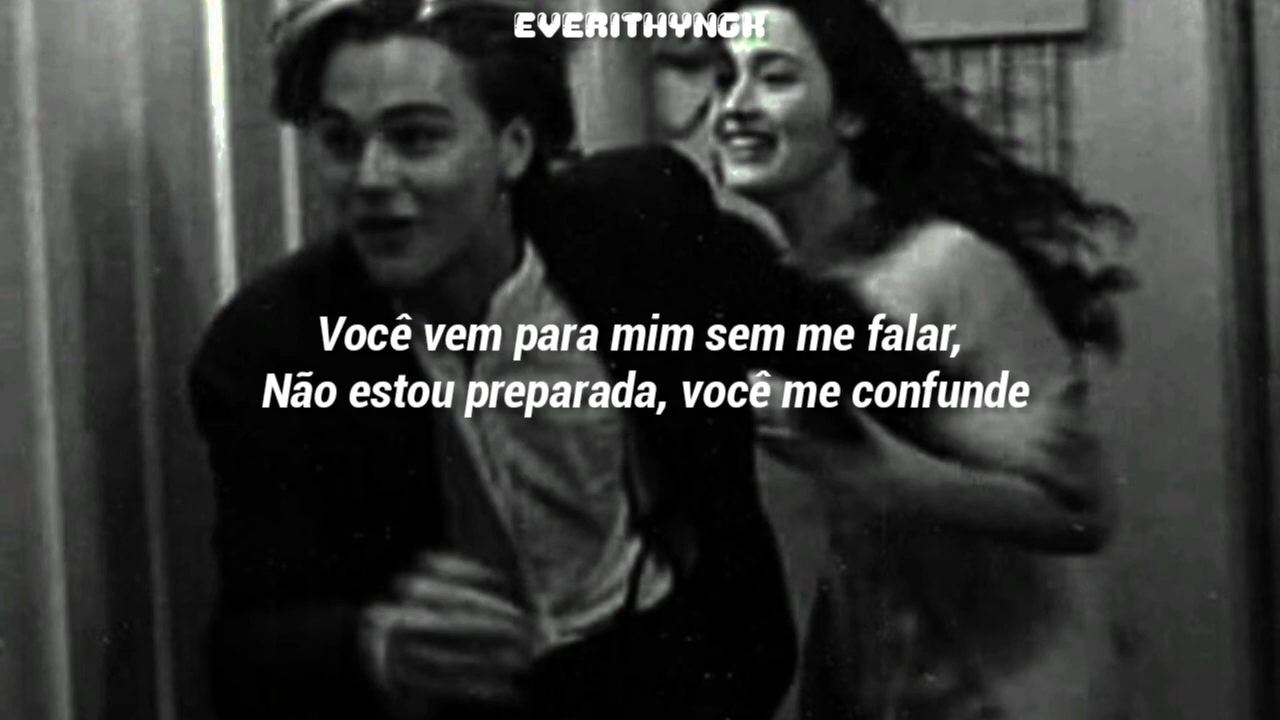 EVERITHYNGK
Você vem para mim sem me falar,
Não estou preparada, você me confunde